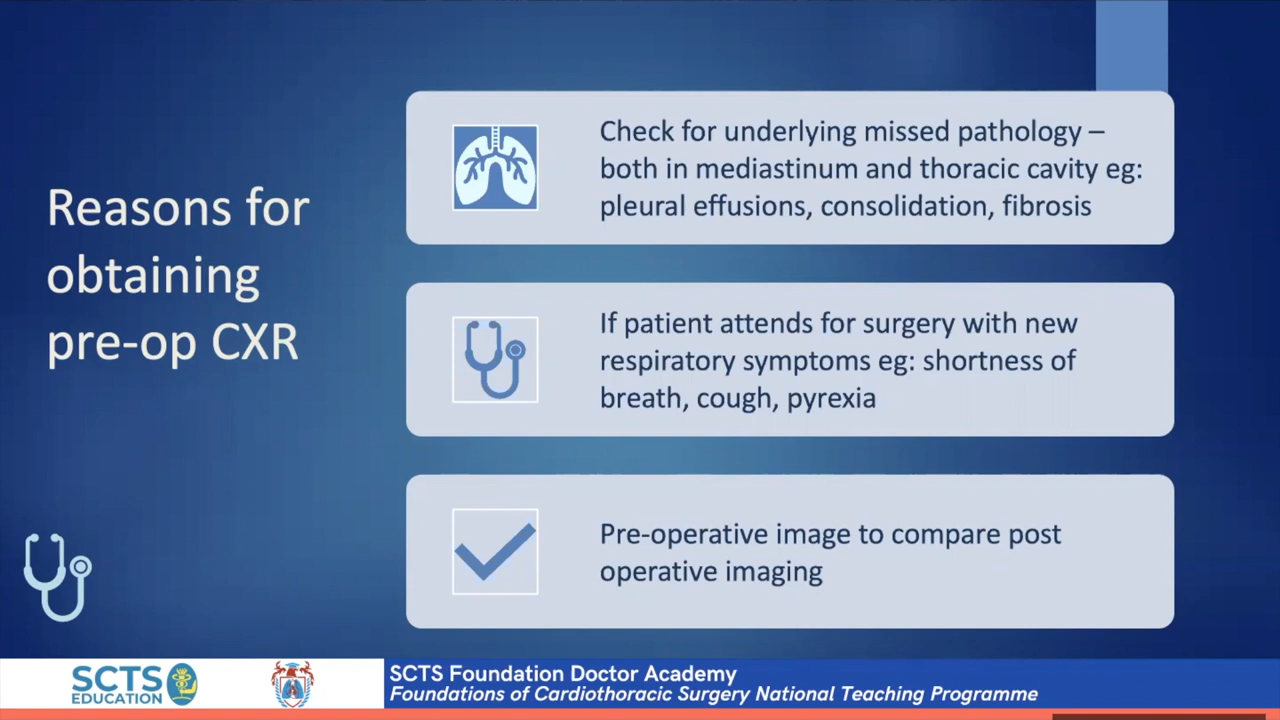 Reasons for
obtaining
pre-op CXR
Check for underlying missed pathology –
both in mediastinum and thoracic cavity eg:
pleural effusions, consolidation, fibrosis
If patient attends for surgery with new
respiratory symptoms eg: shortness of
breath, cough, pyrexia
Pre-operative image to compare post
operative imaging
SCTS
EDUCATION
SCTS Foundation Doctor Academy
Foundations of Cardiothoracic Surgery National Teaching Programme